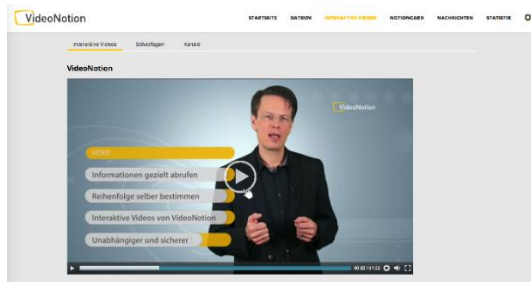 VideoNotion
STARTSEITE DATEIEN INTERAKTIVE VIDEOS NOTIONCARD NACHRICHTEN STATISTIK
Interaktive Videos Stilvorlagen Kanäle
VideoNotion
VideoNotion
VIDEO
Informationen gezielt abrufen
Reihenfolge selber bestimmen
Interaktive Videos von VideoNotion
Unabhängiger und sicherer